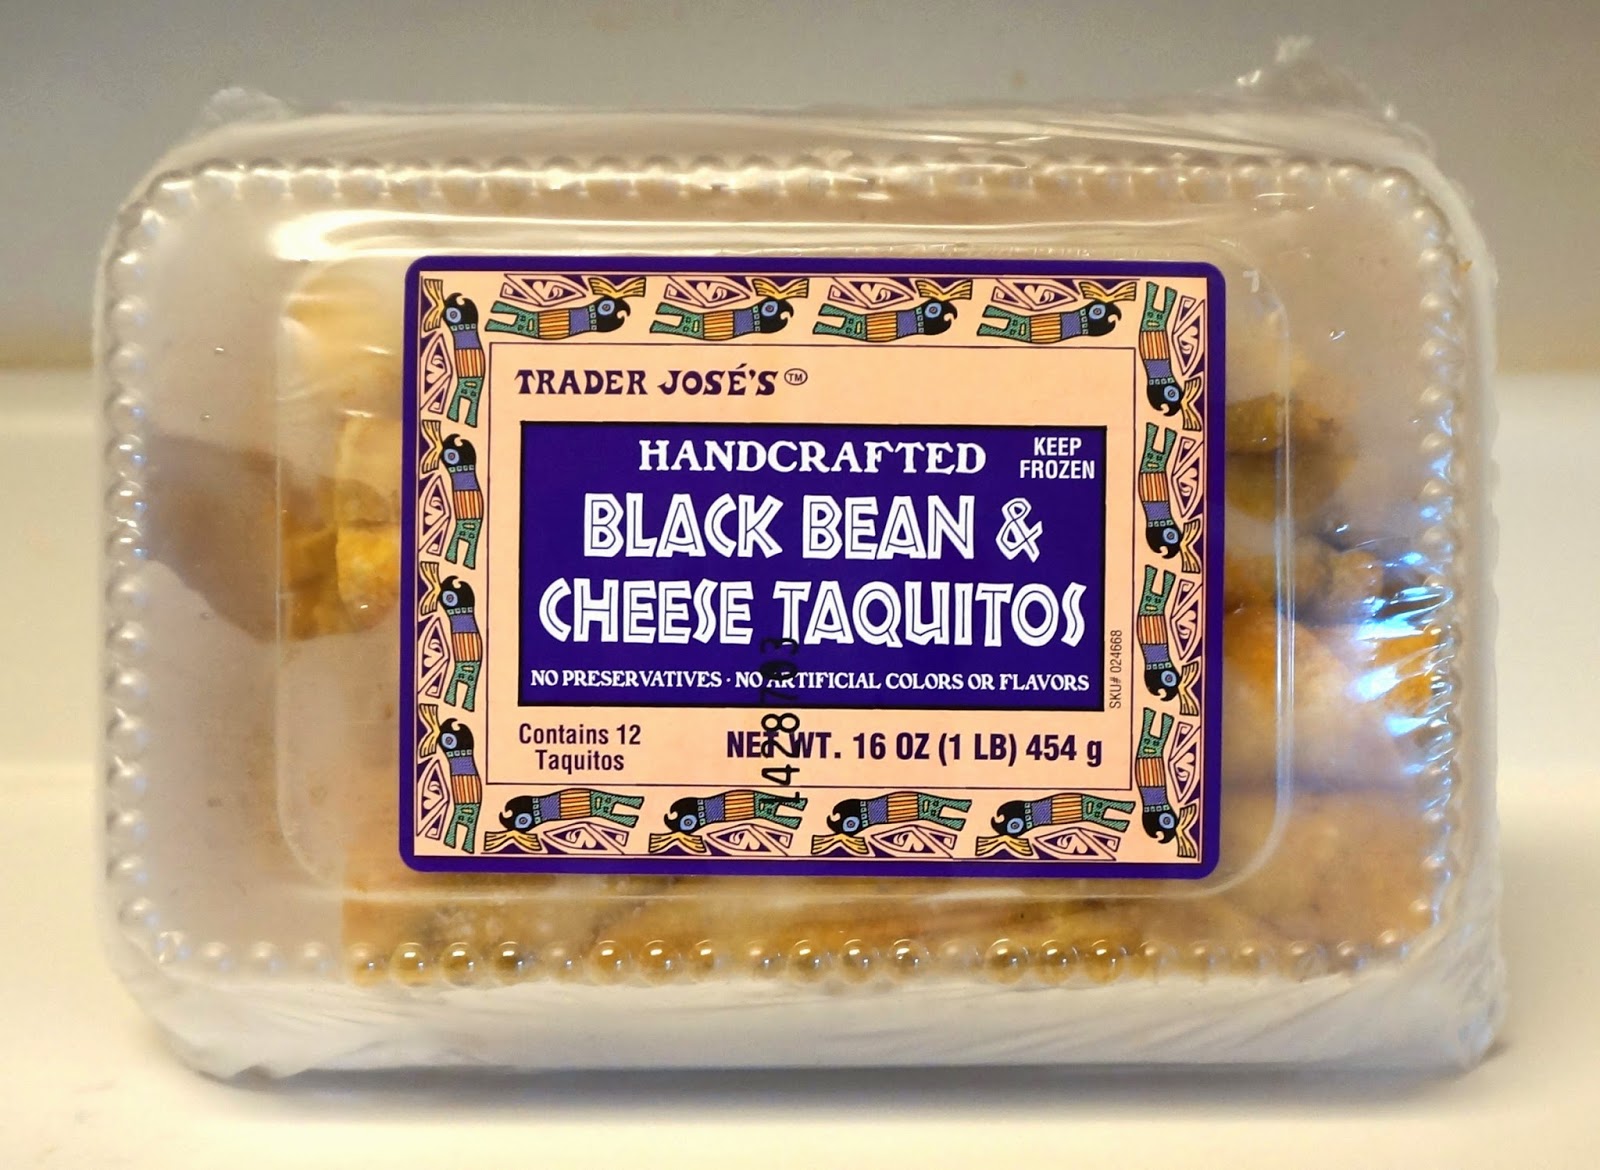 TRADER JOSÉ'S™
HANDCRAFTED
KEEP
FROZEN
BLACK BEAN &
CHEESE TAQUITOS
NO PRESERVATIVES · NO ARTIFICIAL COLORS OR FLAVORS
SKU# 024668
Contains 12
Taquitos
NET WT. 16 OZ (1 LB) 454 g
1428703